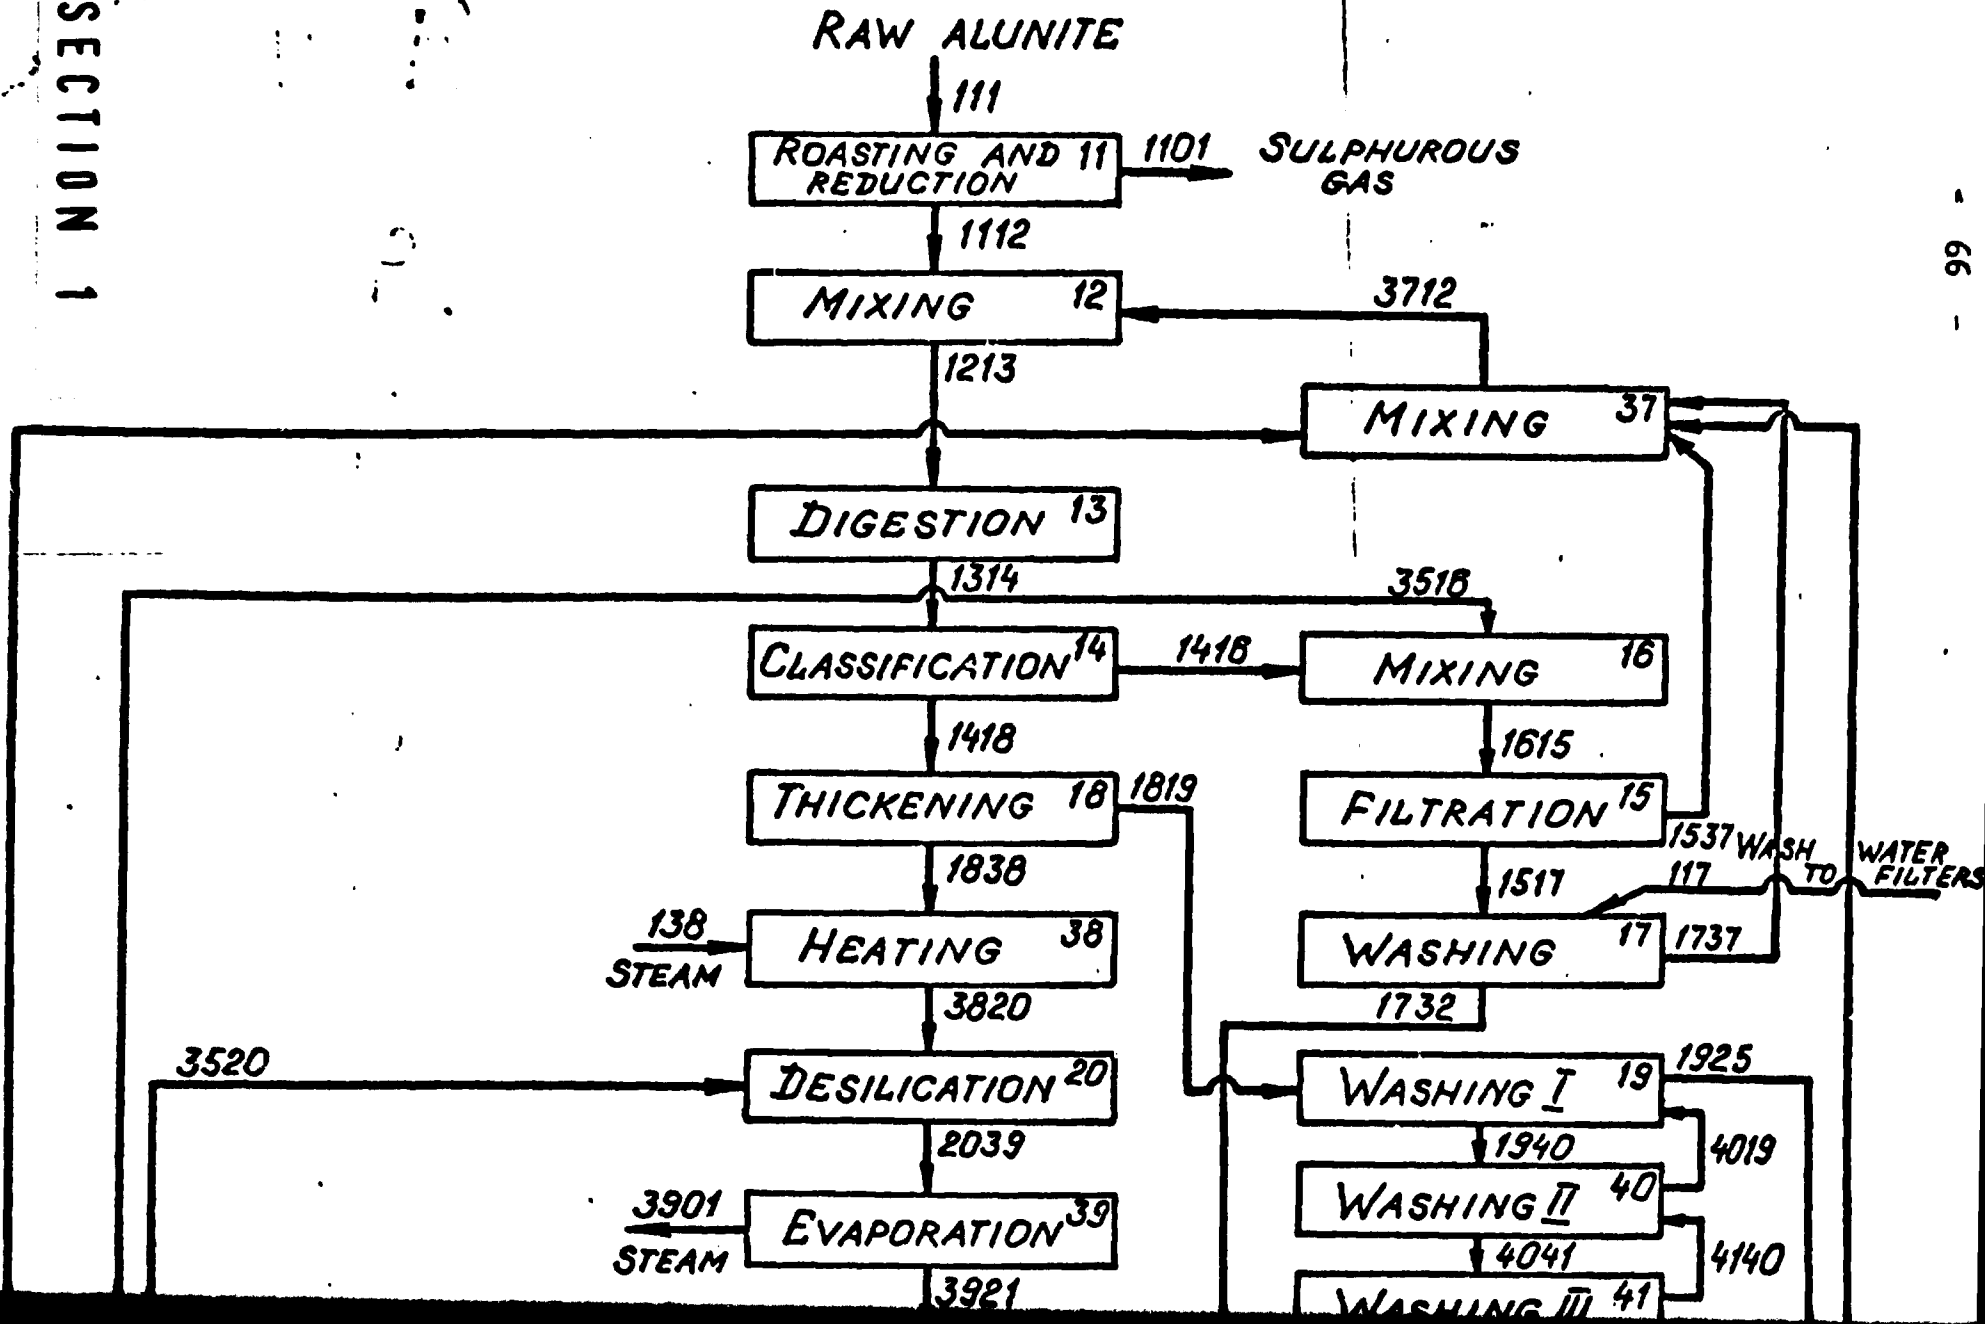 SECTION 1
RAW ALUNITE
111
ROASTING AND 11
REDUCTION
1101
SULPHUROUS
GAS
- 66 -
1112
MIXING 12
3712
1213
MIXING 37
DIGESTION 13
1314
3516
CLASSIFICATION 14
1416
MIXING 16
1418
1615
THICKENING 18
1819
FILTRATION 15
1537
WASH WATER
TO FILTERS
117
1838
1517
138
STEAM
HEATING 38
WASHING 17
1737
3820
1732
3520
DESILICATION 20
WASHING I 19
1925
2039
1940
4019
3901
STEAM
EVAPORATION 39
WASHING II 40
4041
4140
3921
WASHING III 41